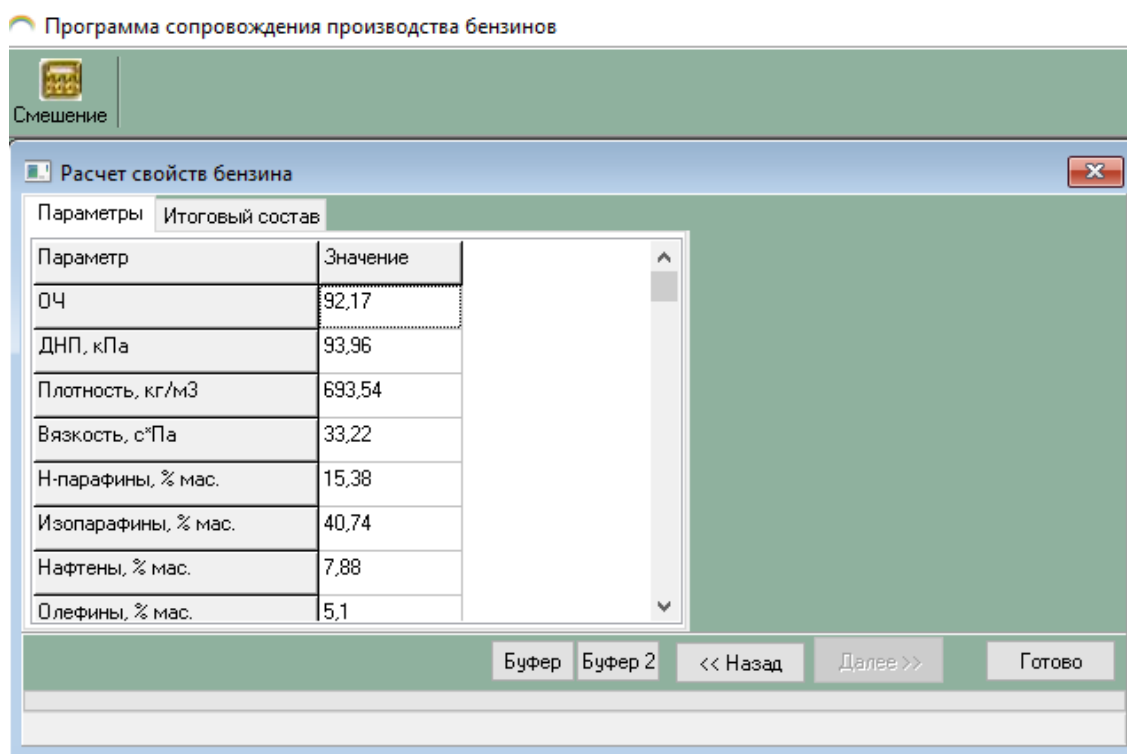 Программа сопровождения производства бензинов
Смешение
Расчет свойств бензина
Параметры Итоговый состав
Параметр Значение
ОЧ 92,17
ДНП, кПа 93,96
Плотность, кг/м3 693,54
Вязкость, с*Па 33,22
Н-парафины, % мас. 15,38
Изопарафины, % мас. 40,74
Нафтены, % мас. 7,88
Олефины, % мас. 5,1
Буфер Буфер 2 << Назад Далее >> Готово